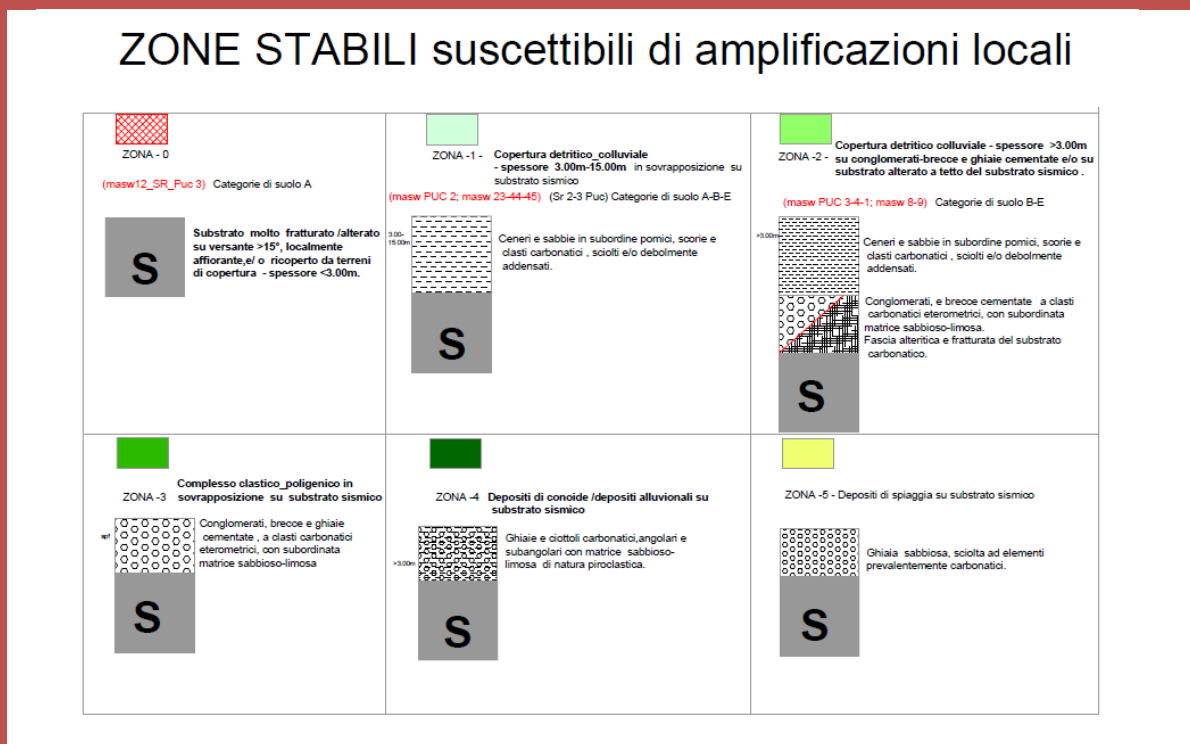 ZONE STABILI suscettibili di amplificazioni locali
ZONA - 0
(masw12_SR_Puc 3) Categorie di suolo A
S
Substrato molto fratturato /alterato
su versante >15°, localmente
affiorante,e/ o ricoperto da terreni
di copertura - spessore <3.00m.
ZONA -1 - Copertura detritico_colluviale
- spessore 3.00m-15.00m in sovrapposizione su
substrato sismico
(masw PUC 2; masw 23-44-45) (Sr 2-3 Puc) Categorie di suolo A-B-E
3.00-
15.00m
Ceneri e sabbie in subordine pomici, scorie e
clasti carbonatici , sciolti e/o debolmente
addensati.
S
ZONA -2 - Copertura detritico colluviale - spessore >3.00m
su conglomerati-brecce e ghiaie cementate e/o su
substrato alterato a tetto del substrato sismico .
(masw PUC 3-4-1; masw 8-9) Categorie di suolo B-E
>3.00m
Ceneri e sabbie in subordine pomici, scorie e
clasti carbonatici , sciolti e/o debolmente
addensati.
Conglomerati, e brecce cementate a clasti
carbonatici eterometrici, con subordinata
matrice sabbioso-limosa.
Fascia alteritica e fratturata del substrato
carbonatico.
S
ZONA -3 Complesso clastico_poligenico in
sovrapposizione su substrato sismico
Conglomerati, brecce e ghiaie
cementate , a clasti carbonatici
eterometrici, con subordinata
matrice sabbioso-limosa
S
ZONA -4 Depositi di conoide /depositi alluvionali su
substrato sismico
>3.00m
Ghiaie e ciottoli carbonatici,angolari e
subangolari con matrice sabbioso-
limosa di natura piroclastica.
S
ZONA -5 - Depositi di spiaggia su substrato sismico
Ghiaia sabbiosa, sciolta ad elementi
prevalentemente carbonatici.
S